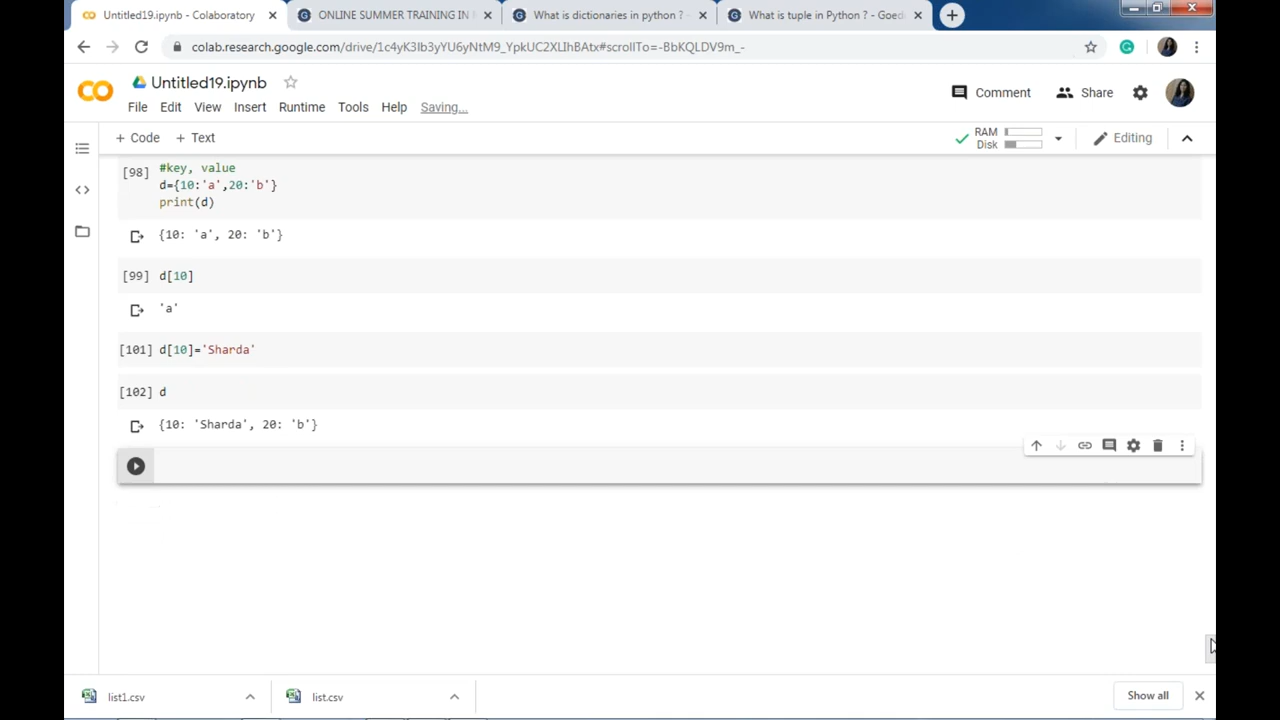 Untitled19.ipynb - Colaboratory
ONLINE SUMMER TRAINING IN
What is dictionaries in python ? -
What is tuple in Python ? - Goed
colab.research.google.com/drive/1c4yK3Ib3yYU6yNtM9_YpkUC2XLIhBAtx#scrollTo=-BbKQLDV9m_-
Untitled19.ipynb
File Edit View Insert Runtime Tools Help Saving...
Comment
Share
+ Code + Text
RAM
Disk
Editing
[98] #key, value
d={10:'a',20:'b'}
print(d)
{10: 'a', 20: 'b'}
[99] d[10]
'a'
[101] d[10]='Sharda'
[102] d
{10: 'Sharda', 20: 'b'}
list1.csv
list.csv
Show all